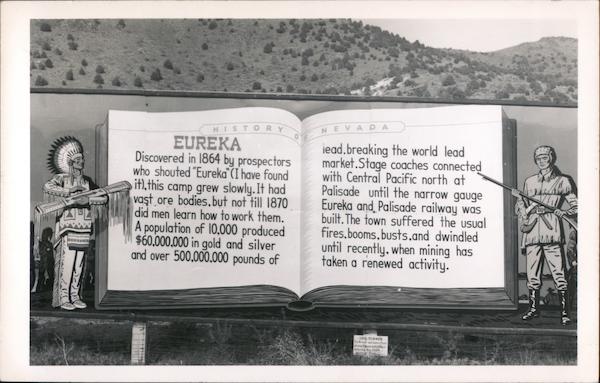 HISTORY OF NEVADA
EUREKA
Discovered in 1864 by prospectors
who shouted "Eureka"(I have found
it), this camp grew slowly. It had
vast ore bodies, but not till 1870
did men learn how to work them.
A population of 10,000 produced
$60,000,000 in gold and silver
and over 500,000,000 pounds of
lead, breaking the world lead
market. Stage coaches connected
with Central Pacific north at
Palisade until the narrow gauge
Eureka and Palisade railway was
built. The town suffered the usual
fires, booms, busts, and dwindled
until recently, when mining has
taken a renewed activity.